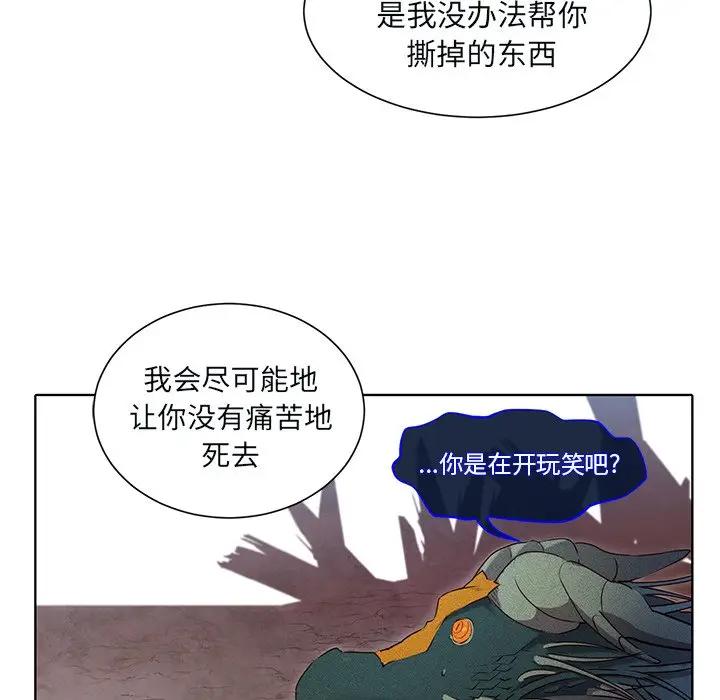 是我没办法帮你
撕掉的东西
我会尽可能地
让你没有痛苦地
死去
...你是在开玩笑吧?